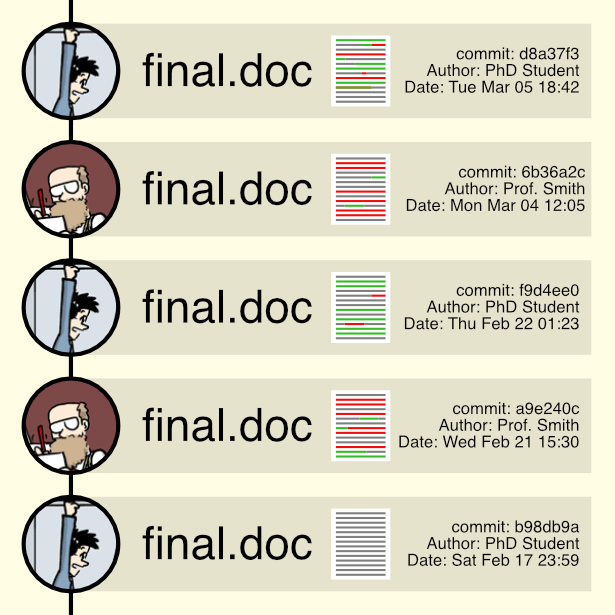 final.doc
commit: d8a37f3
Author: PhD Student
Date: Tue Mar 05 18:42
final.doc
commit: 6b36a2c
Author: Prof. Smith
Date: Mon Mar 04 12:05
final.doc
commit: f9d4ee0
Author: PhD Student
Date: Thu Feb 22 01:23
final.doc
commit: a9e240c
Author: Prof. Smith
Date: Wed Feb 21 15:30
final.doc
commit: b98db9a
Author: PhD Student
Date: Sat Feb 17 23:59